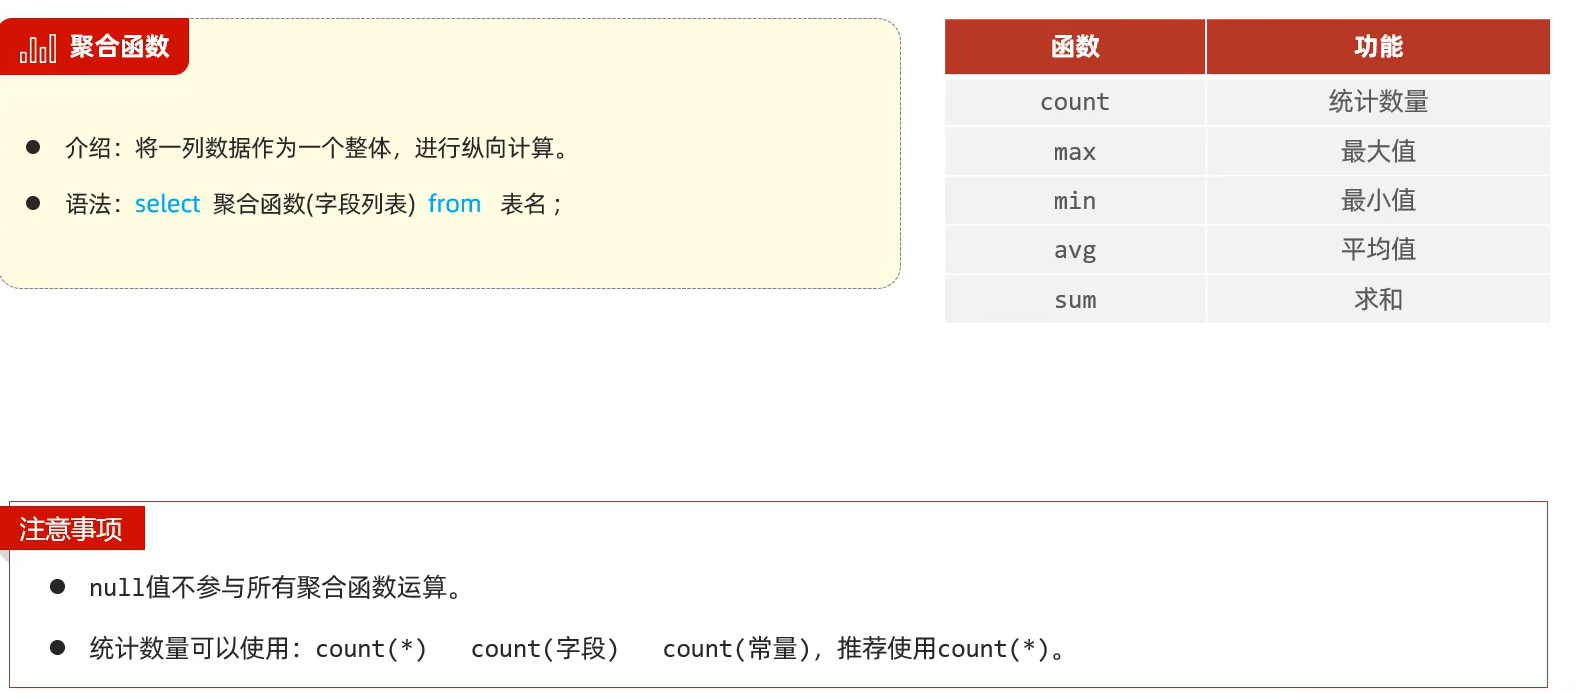 聚合函数
介绍：将一列数据作为一个整体，进行纵向计算。
语法：select 聚合函数(字段列表) from 表名 ;
函数 功能
count 统计数量
max 最大值
min 最小值
avg 平均值
sum 求和
注意事项
null值不参与所有聚合函数运算。
统计数量可以使用：count(*) count(字段) count(常量)，推荐使用count(*)。